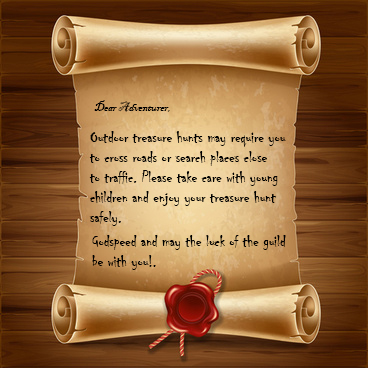 Dear Adventurer,
Outdoor treasure hunts may require you
to cross roads or search places close
to traffic. Please take care with young
children and enjoy your treasure hunt
safely.
Godspeed and may the luck of the guild
be with you!.